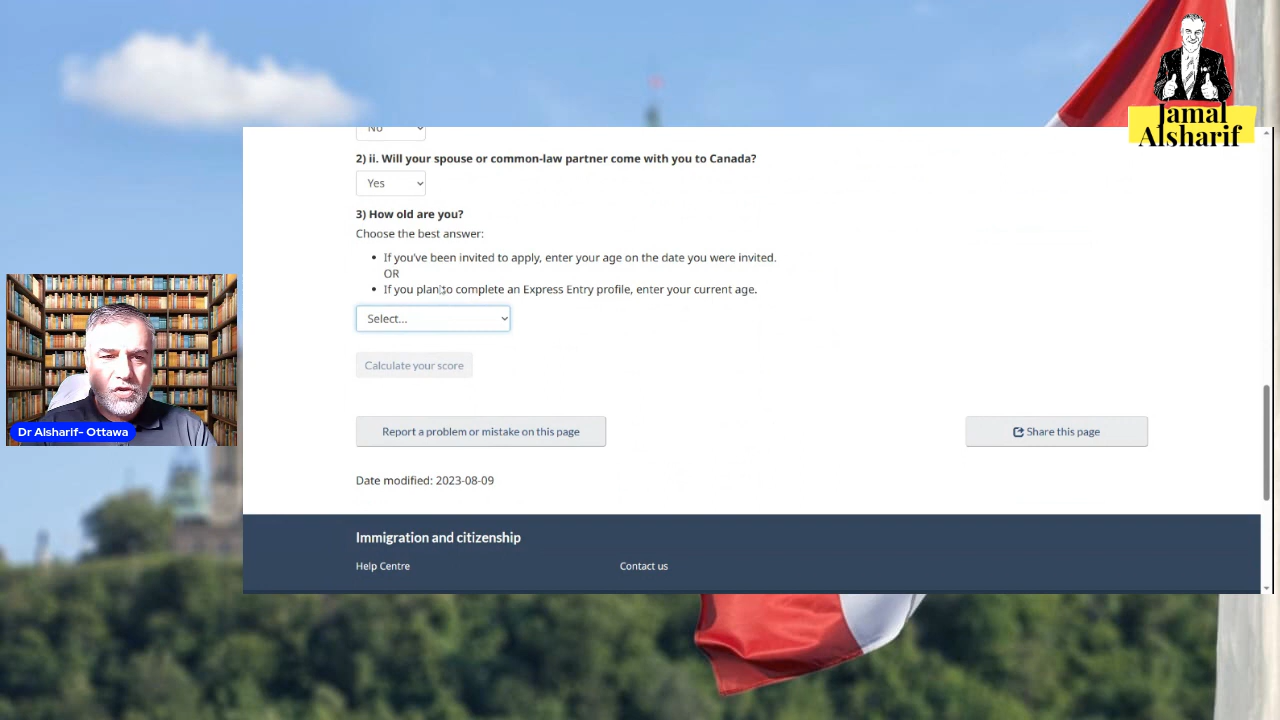 Jamal
Alsharif
No
2) ii. Will your spouse or common-law partner come with you to Canada?
Yes
3) How old are you?
Choose the best answer:
• If you've been invited to apply, enter your age on the date you were invited.
OR
• If you plan to complete an Express Entry profile, enter your current age.
Select...
Calculate your score
Dr Alsharif- Ottawa
Report a problem or mistake on this page
Share this page
Date modified: 2023-08-09
Immigration and citizenship
Help Centre
Contact us